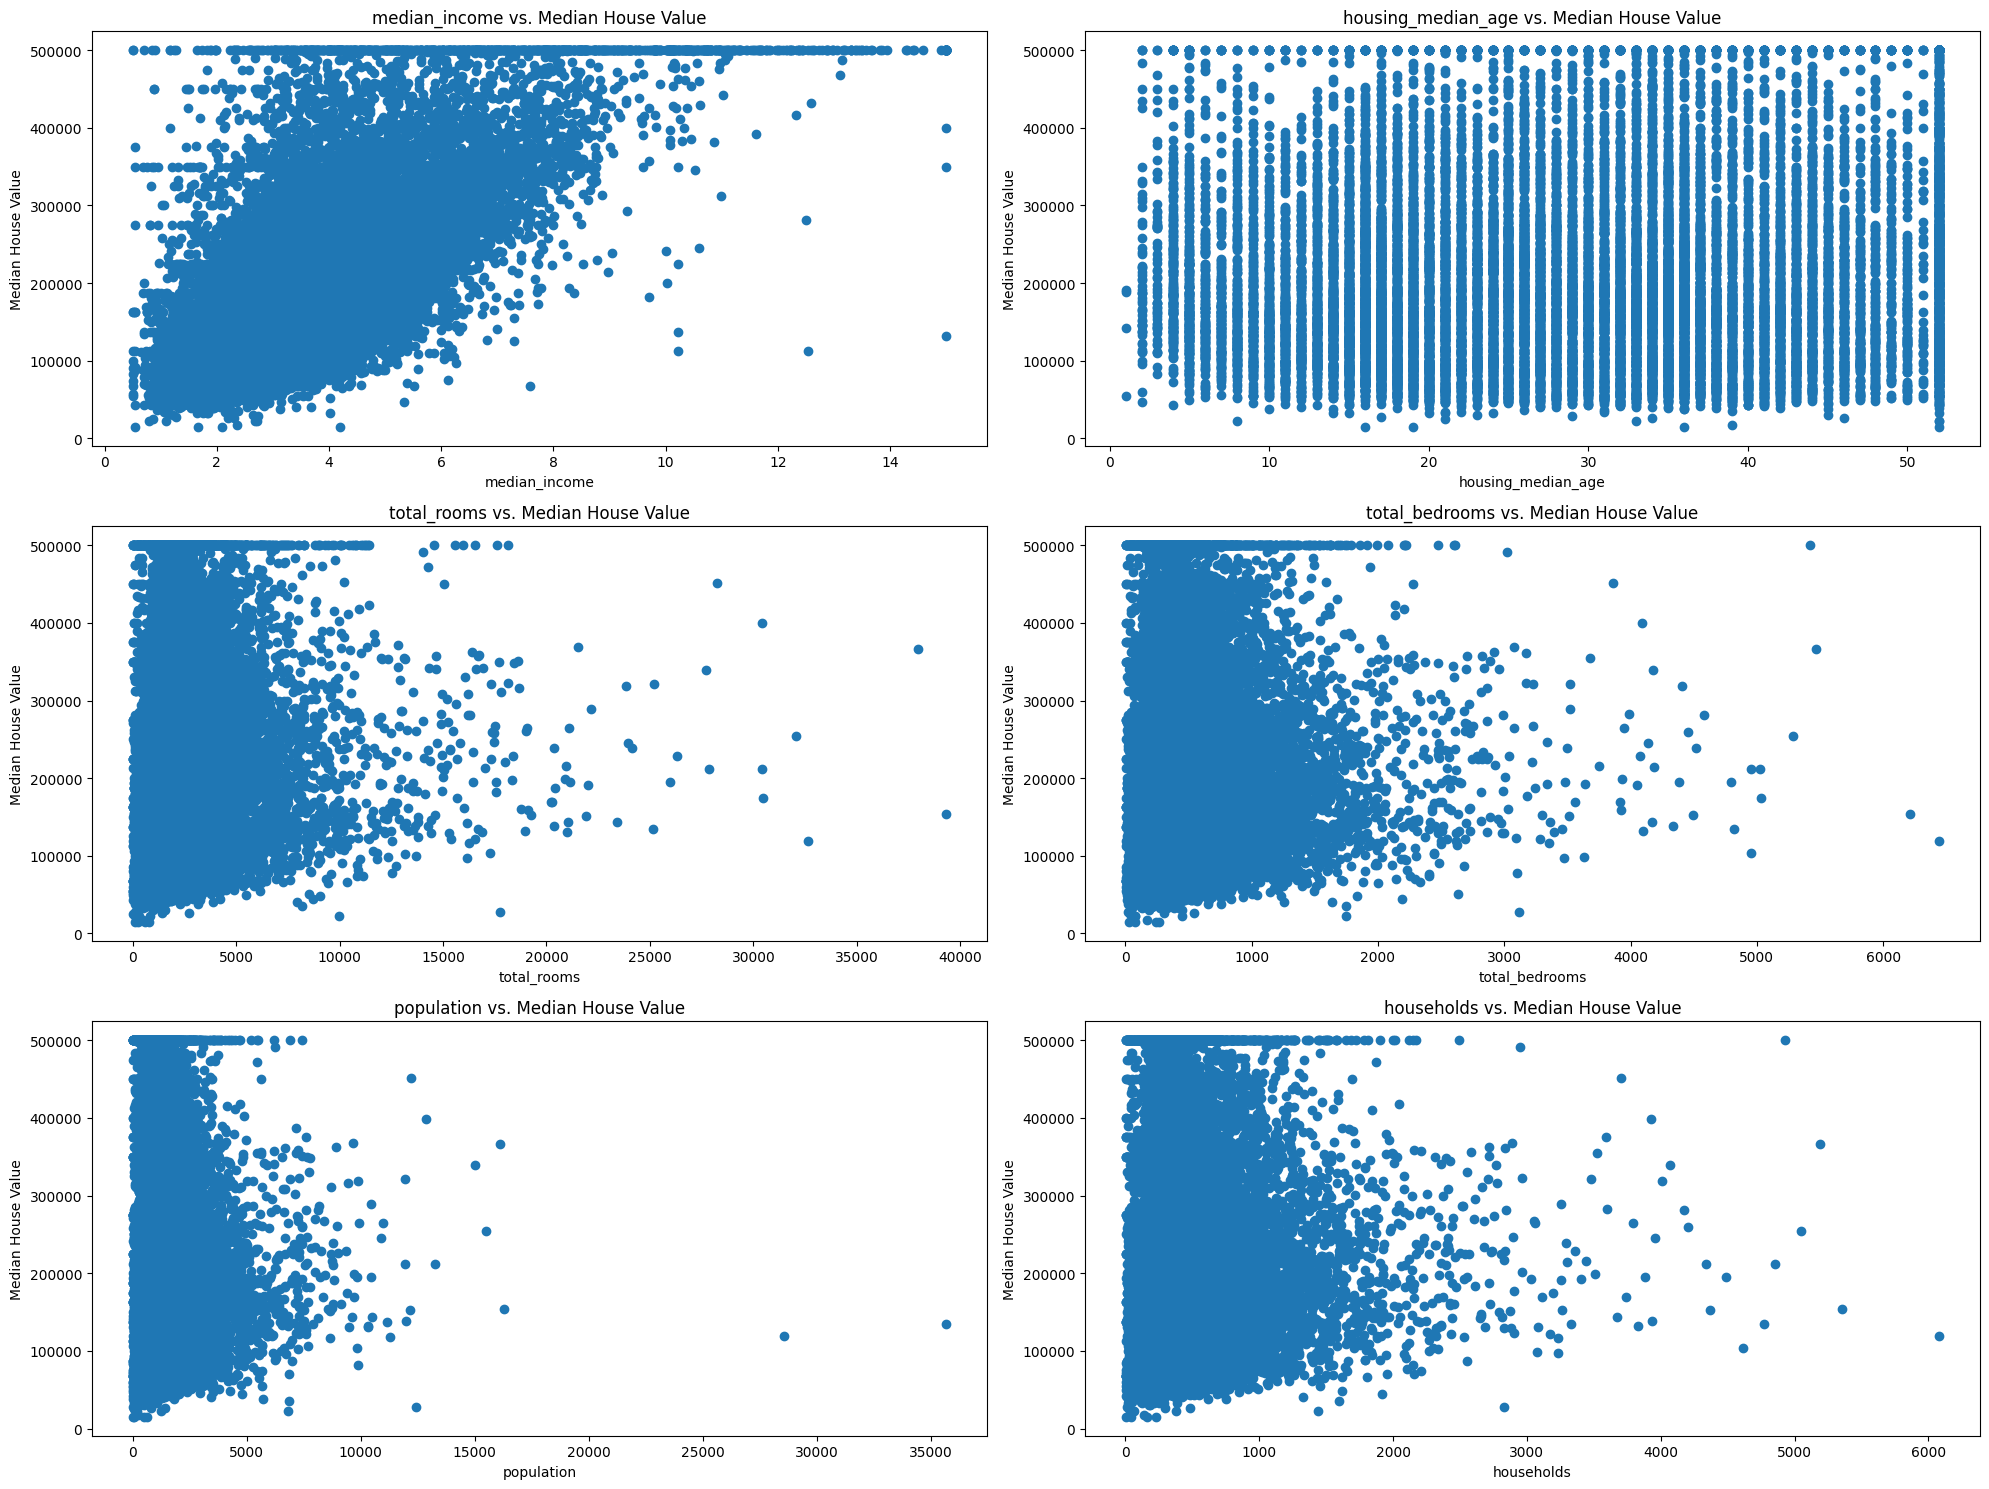 median_income vs. Median House Value
housing_median_age vs. Median House Value
500000
400000
300000
200000
100000
0
Median House Value
0 2 4 6 8 10 12 14
median_income
500000
400000
300000
200000
100000
0
Median House Value
0 10 20 30 40 50
housing_median_age
total_rooms vs. Median House Value
total_bedrooms vs. Median House Value
500000
400000
300000
200000
100000
0
Median House Value
0 5000 10000 15000 20000 25000 30000 35000 40000
total_rooms
500000
400000
300000
200000
100000
0
Median House Value
0 1000 2000 3000 4000 5000 6000
total_bedrooms
population vs. Median House Value
households vs. Median House Value
500000
400000
300000
200000
100000
0
Median House Value
0 5000 10000 15000 20000 25000 30000 35000
population
500000
400000
300000
200000
100000
0
Median House Value
0 1000 2000 3000 4000 5000 6000
households